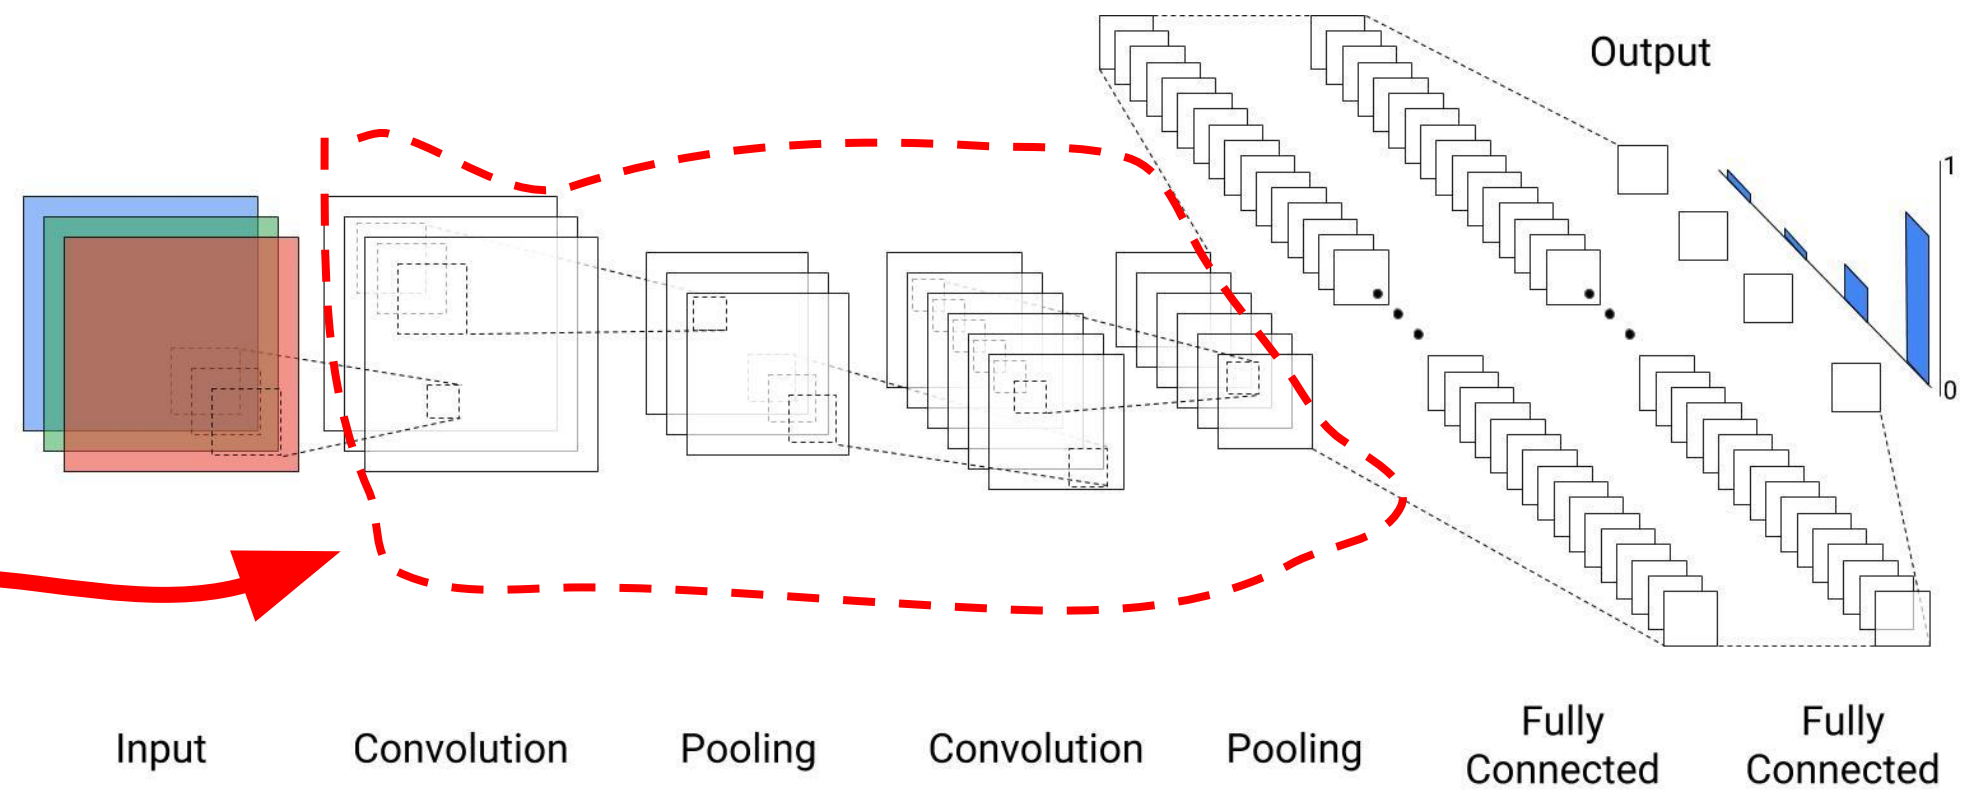 Output
1
0
Input
Convolution
Pooling
Convolution
Pooling
Fully
Connected
Fully
Connected